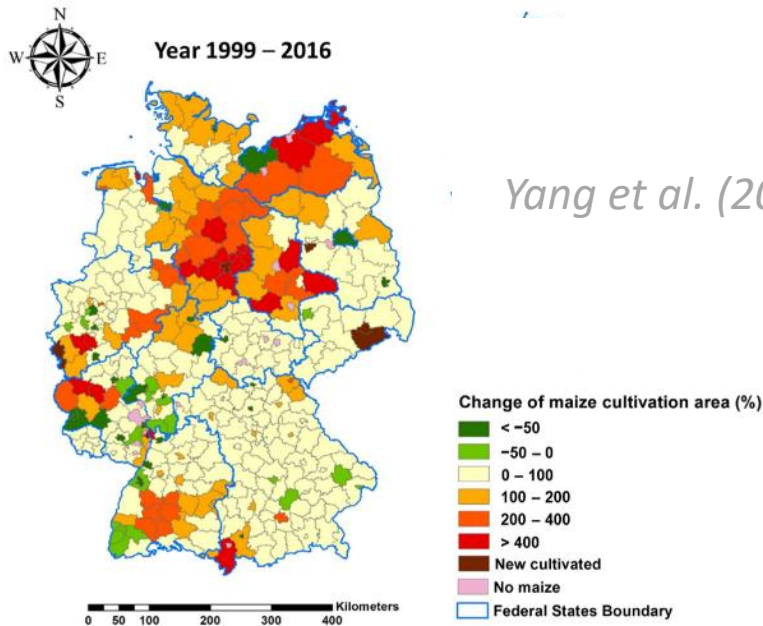 N
W E
S
Year 1999 – 2016
Yang et al. (20
Change of maize cultivation area (%)
< −50
−50 – 0
0 – 100
100 – 200
200 – 400
> 400
New cultivated
No maize
Federal States Boundary
Kilometers
0 50 100 200 300 400